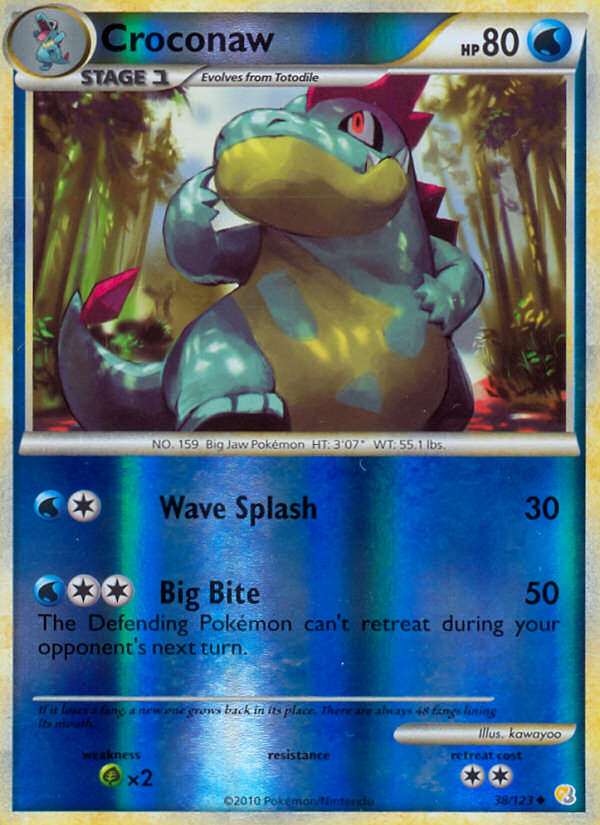 Croconaw
HP 80
STAGE 1
Evolves from Totodile
NO. 159 Big Jaw Pokémon HT: 3'07" WT: 55.1 lbs.
Wave Splash 30
Big Bite 50
The Defending Pokémon can't retreat during your
opponent's next turn.
If it loses a fang, a new one grows back in its place. There are always 48 fangs lining
its mouth.
Illus. kawayoo
weakness resistance retreat cost
×2
©2010 Pokémon/Nintendo 38/123